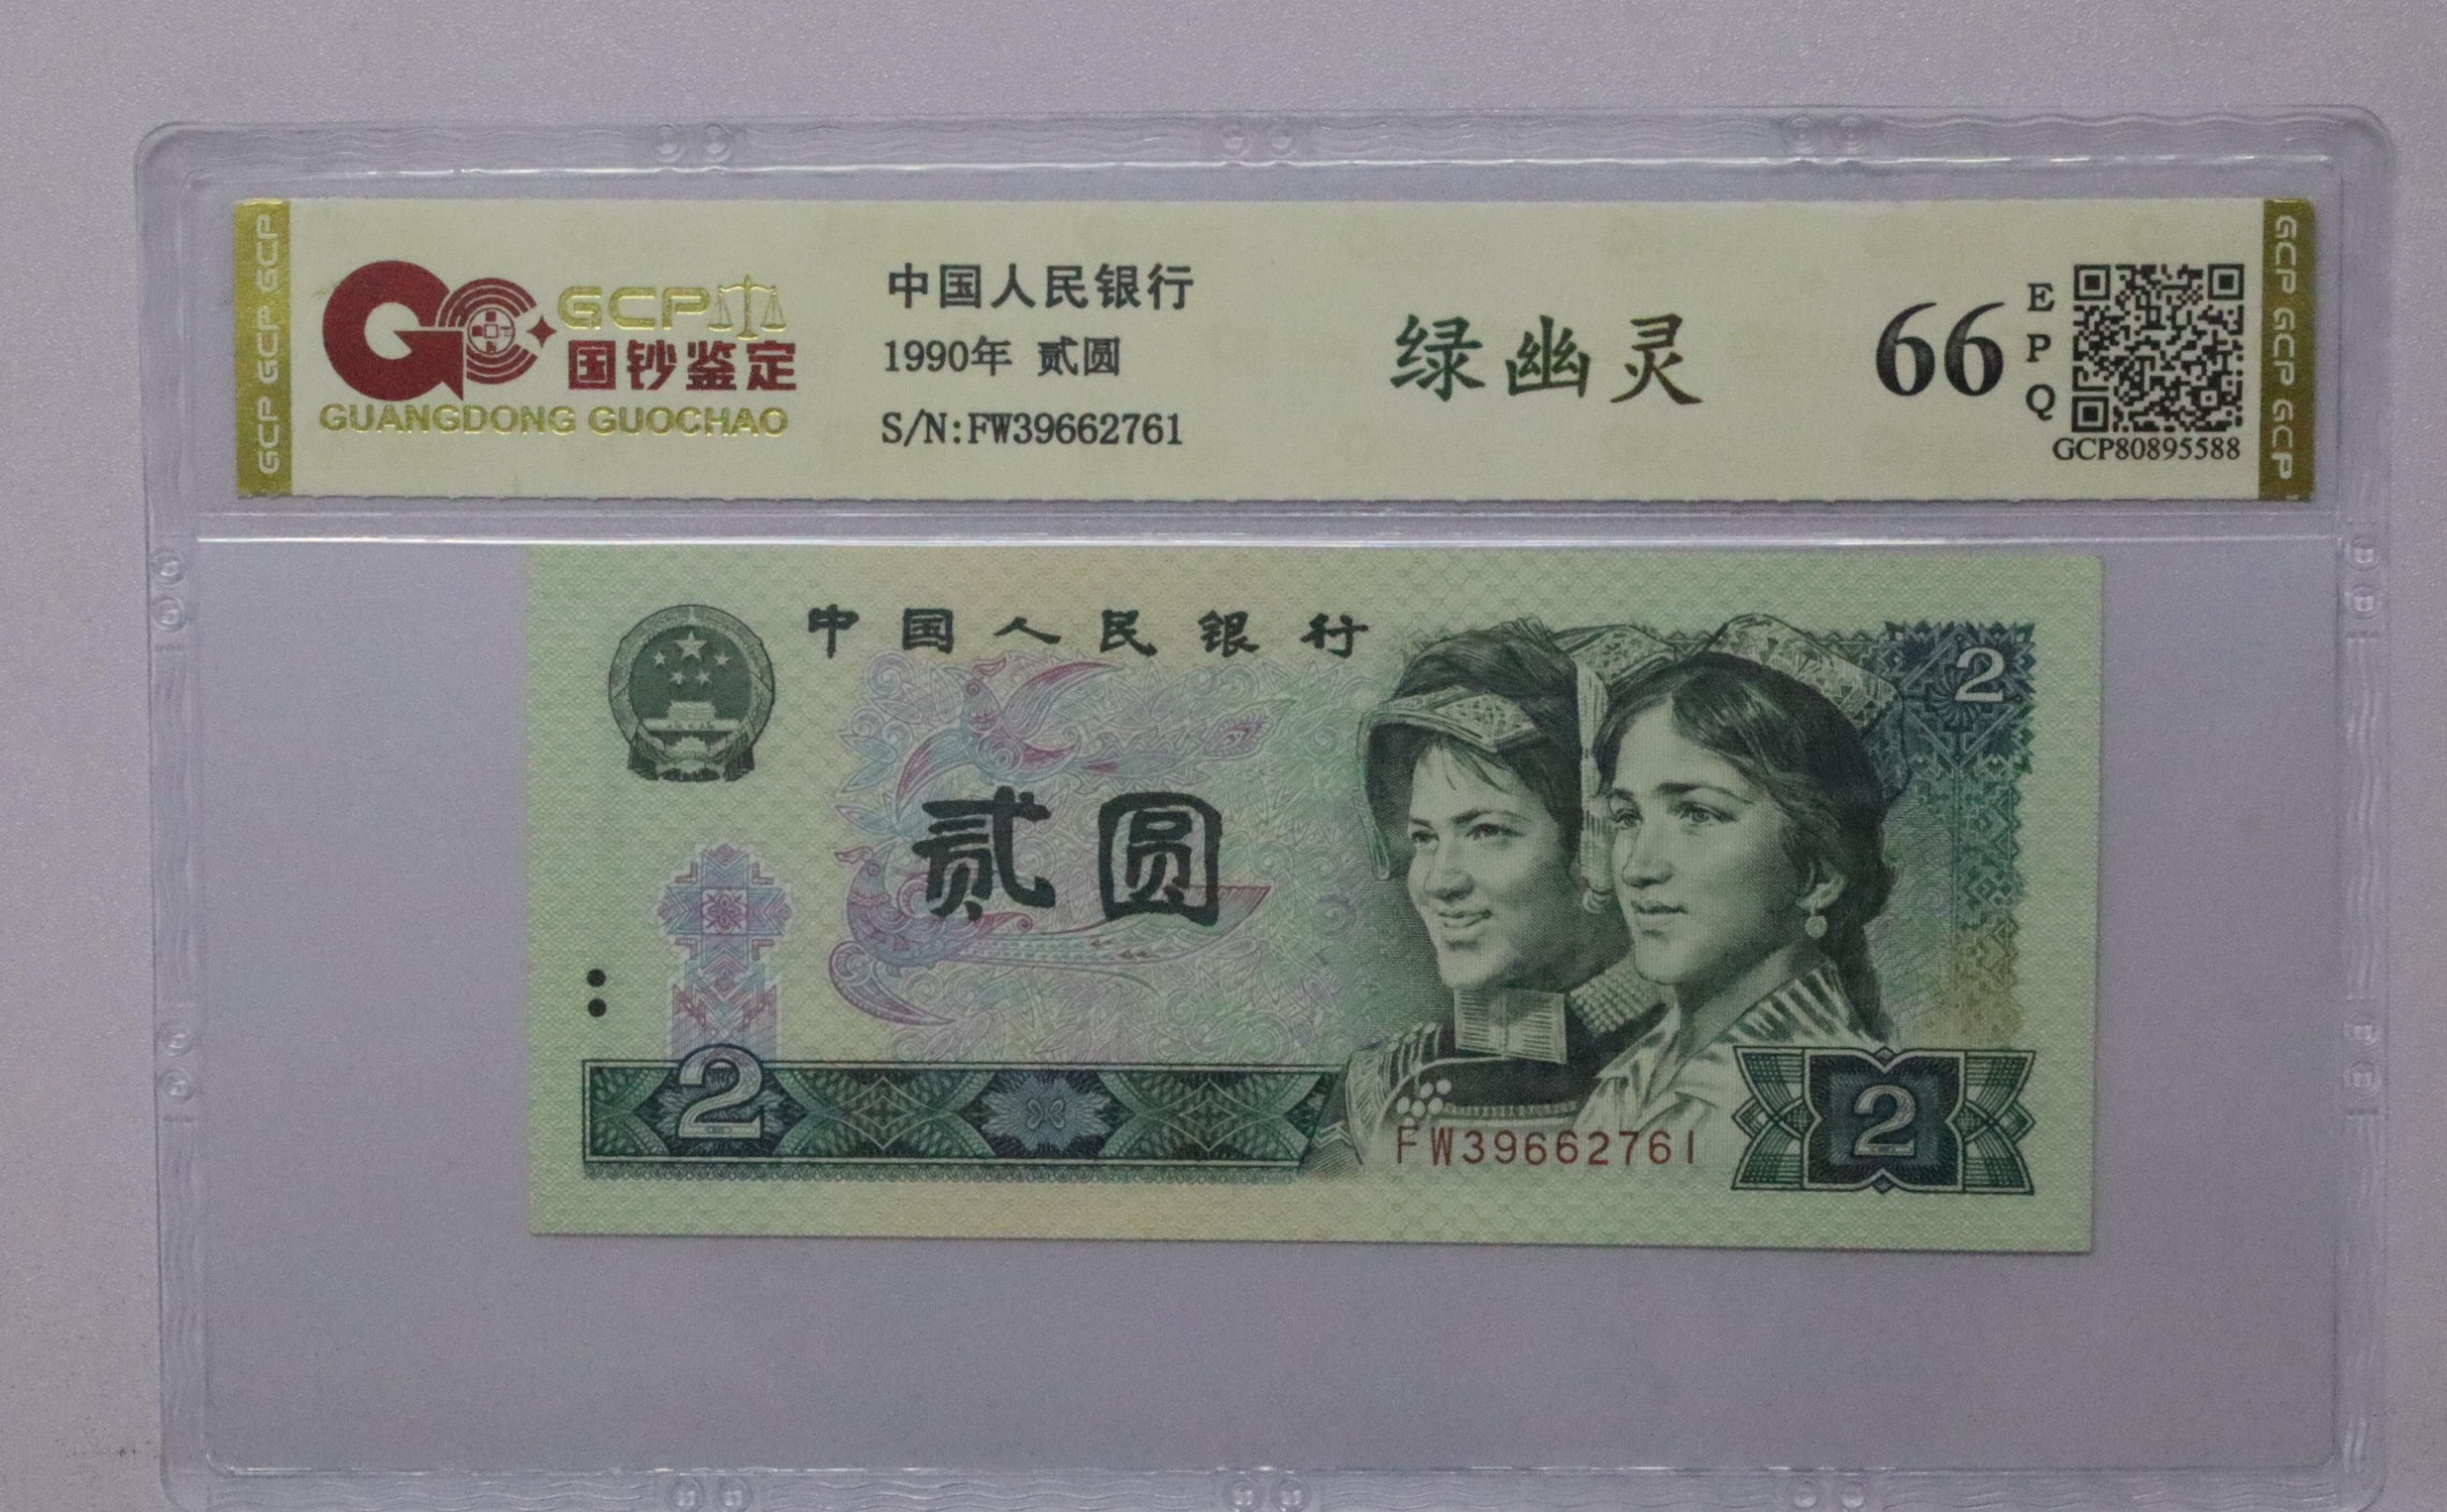 GCP GCP GCP
GCP
国钞鉴定
GUANGDONG GUOCHAO
中国人民银行
1990年 贰圆
S/N:FW39662761
绿幽灵
66
E
P
Q
GCP80895588
GCP GCP GCP
中国人民银行
2
贰圆
2
FW39662761
2